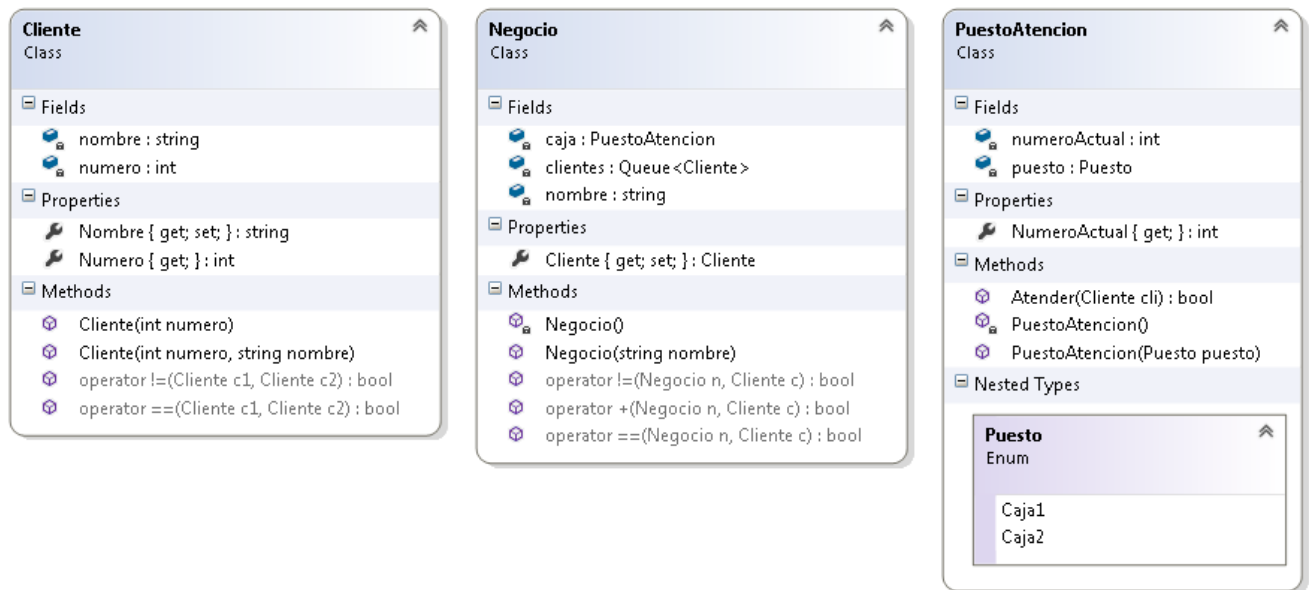 Cliente
Class
Fields
nombre : string
numero : int
Properties
Nombre { get; set; } : string
Numero { get; } : int
Methods
Cliente(int numero)
Cliente(int numero, string nombre)
operator !=(Cliente c1, Cliente c2) : bool
operator ==(Cliente c1, Cliente c2) : bool
Negocio
Class
Fields
caja : PuestoAtencion
clientes : Queue<Cliente>
nombre : string
Properties
Cliente { get; set; } : Cliente
Methods
Negocio()
Negocio(string nombre)
operator !=(Negocio n, Cliente c) : bool
operator +(Negocio n, Cliente c) : bool
operator ==(Negocio n, Cliente c) : bool
PuestoAtencion
Class
Fields
numeroActual : int
puesto : Puesto
Properties
NumeroActual { get; } : int
Methods
Atender(Cliente cli) : bool
PuestoAtencion()
PuestoAtencion(Puesto puesto)
Nested Types
Puesto
Enum
Caja1
Caja2